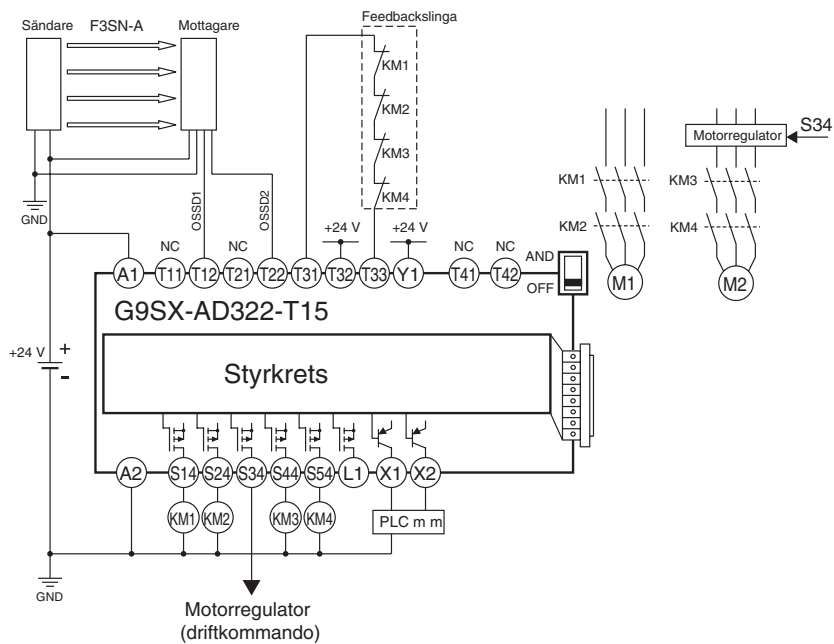 Sändare
F3SN-A
Mottagare
Feedbackslinga
KM1
KM2
KM3
KM4
Motorregulator
S34
KM1
KM3
KM2
KM4
M1
M2
OSSD1
OSSD2
GND
+24 V
+24 V
NC
NC
NC
NC
AND
OFF
A1
T11
T12
T21
T22
T31
T32
T33
Y1
T41
T42
G9SX-AD322-T15
+24 V
+
-
Styrkrets
A2
S14
S24
S34
S44
S54
L1
X1
X2
KM1
KM2
KM3
KM4
PLC m m
GND
Motorregulator
(driftkommando)